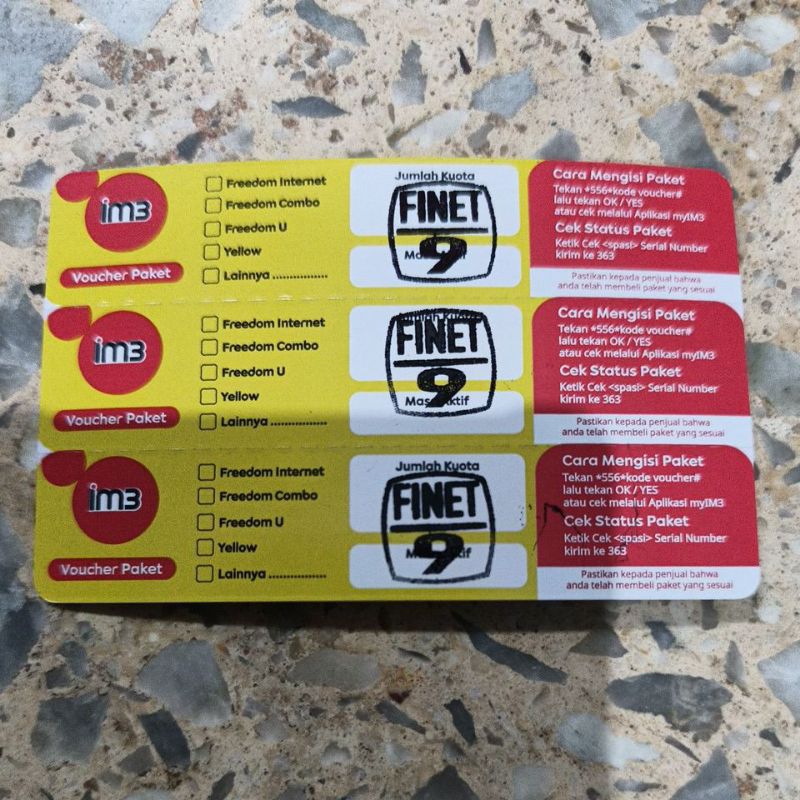 im3
Voucher Paket
Freedom Internet
Freedom Combo
Freedom U
Yellow
Lainnya ...............
Jumlah Kuota
FINET
9
Cara Mengisi Paket
Tekan *556*kode voucher#
lalu tekan OK / YES
atau cek melalui Aplikasi myIM3
Cek Status Paket
Ketik Cek <spasi> Serial Number
kirim ke 363
Pastikan kepada penjual bahwa
anda telah membeli paket yang sesuai
im3
Voucher Paket
Freedom Internet
Freedom Combo
Freedom U
Yellow
Lainnya ...............
Jumlah Kuota
FINET
9
Cara Mengisi Paket
Tekan *556*kode voucher#
lalu tekan OK / YES
atau cek melalui Aplikasi myIM3
Cek Status Paket
Ketik Cek <spasi> Serial Number
kirim ke 363
Pastikan kepada penjual bahwa
anda telah membeli paket yang sesuai
im3
Voucher Paket
Freedom Internet
Freedom Combo
Freedom U
Yellow
Lainnya ...............
Jumlah Kuota
FINET
9
Cara Mengisi Paket
Tekan *556*kode voucher#
lalu tekan OK / YES
atau cek melalui Aplikasi myIM3
Cek Status Paket
Ketik Cek <spasi> Serial Number
kirim ke 363
Pastikan kepada penjual bahwa
anda telah membeli paket yang sesuai